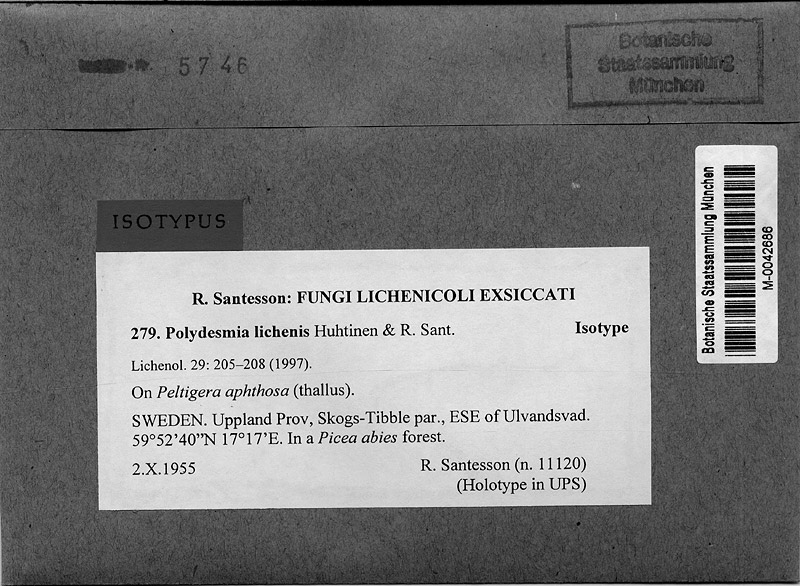 5746
Botanische
Staatssammlung
München
Botanische Staatssammlung München
M-0042686
ISOTYPUS
R. Santesson: FUNGI LICHENICOLI EXSICCATI
279. Polydesmia lichenis Huhtinen & R. Sant. Isotype
Lichenol. 29: 205–208 (1997).
On Peltigera aphthosa (thallus).
SWEDEN. Uppland Prov, Skogs-Tibble par., ESE of Ulvandsvad.
59°52’40”N 17°17’E. In a Picea abies forest.
2.X.1955 R. Santesson (n. 11120)
(Holotype in UPS)